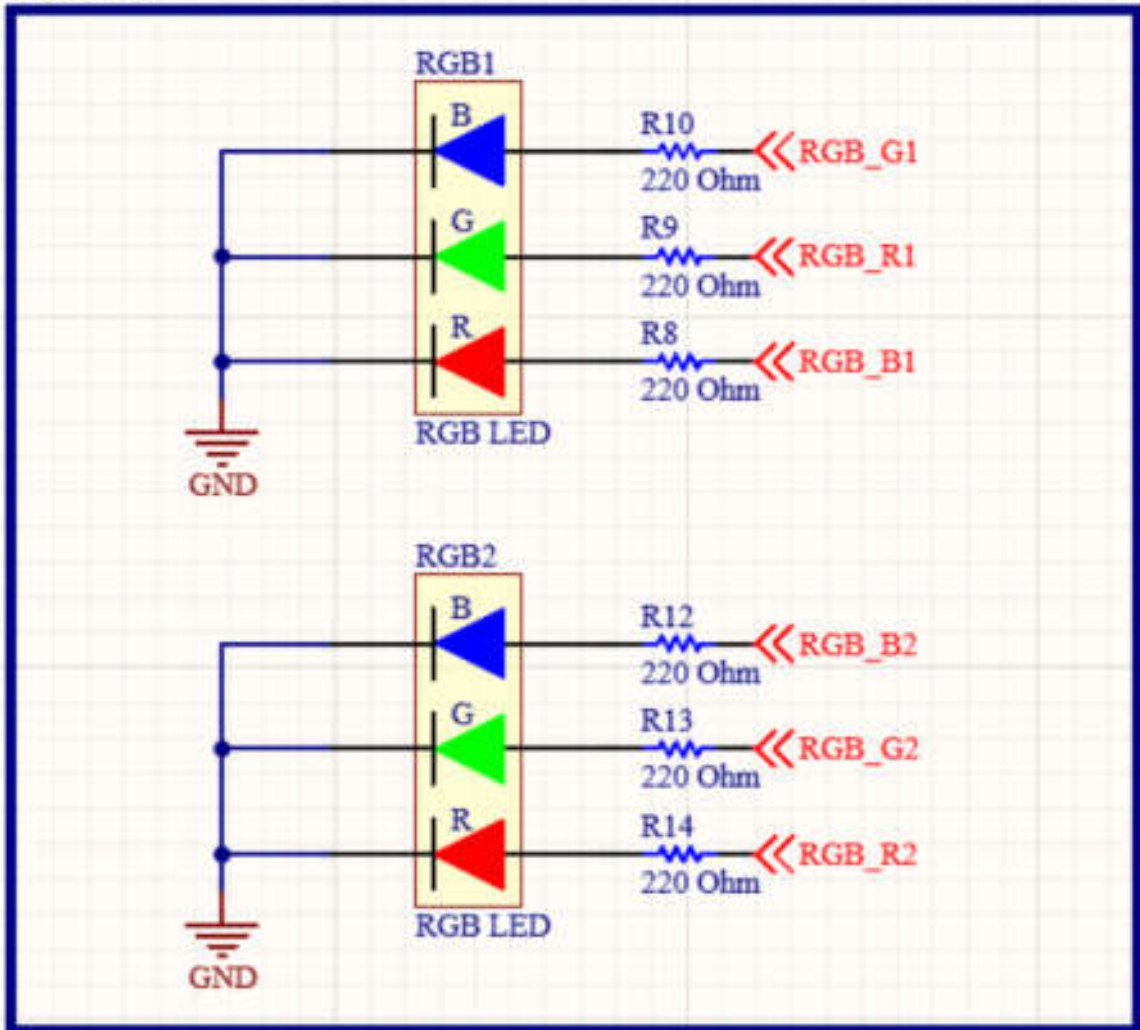 RGB1
B
R10
RGB_G1
220 Ohm
G
R9
RGB_R1
220 Ohm
R
R8
RGB_B1
220 Ohm
RGB LED
GND
RGB2
B
R12
RGB_B2
220 Ohm
G
R13
RGB_G2
220 Ohm
R
R14
RGB_R2
220 Ohm
RGB LED
GND